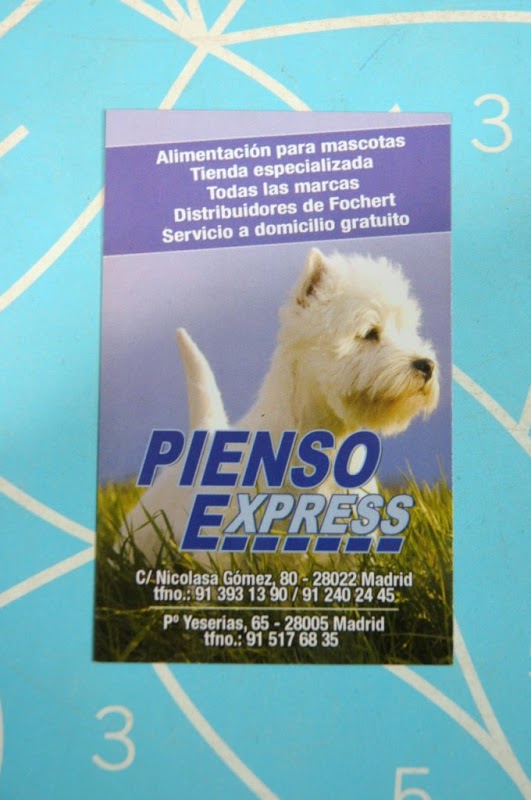 3
Alimentación para mascotas
Tienda especializada
Todas las marcas
Distribuidores de Fochert
Servicio a domicilio gratuito
PIENSO
EXPRESS
C/ Nicolasa Gómez, 80 - 28022 Madrid
tfno.: 91 393 13 90 / 91 240 24 45
Pº Yeserías, 65 - 28005 Madrid
tfno.: 91 517 68 35
3
5